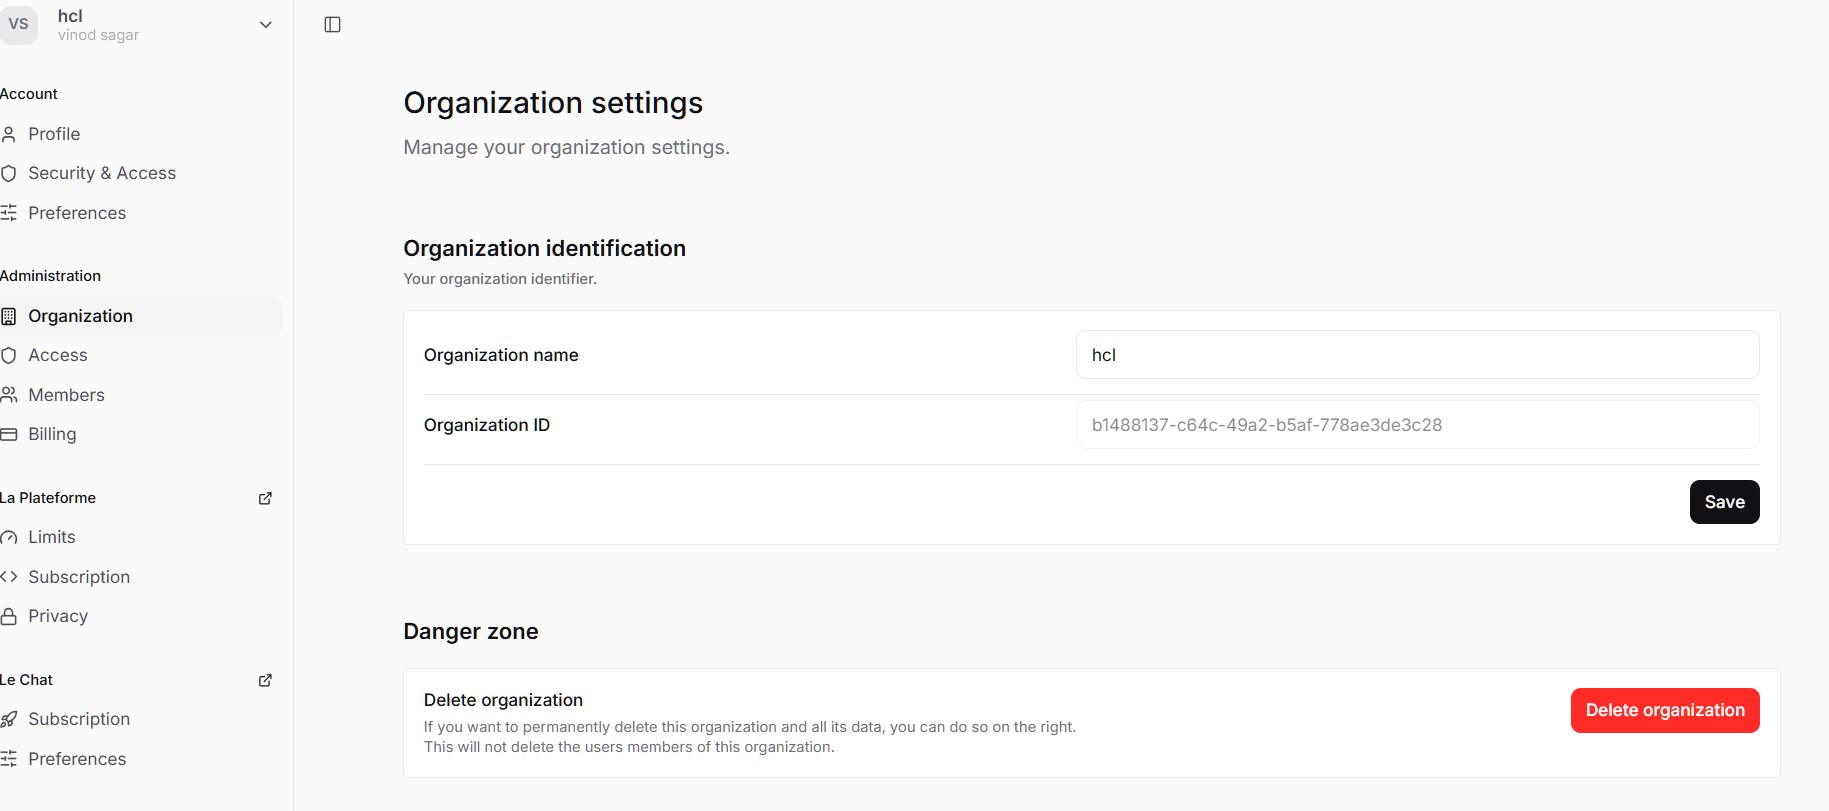 VS
hcl
vinod sagar
Account
Profile
Security & Access
Preferences
Administration
Organization
Access
Members
Billing
La Plateforme
Limits
Subscription
Privacy
Le Chat
Subscription
Preferences
Organization settings
Manage your organization settings.
Organization identification
Your organization identifier.
Organization name
hcl
Organization ID
b1488137-c64c-49a2-b5af-778ae3de3c28
Save
Danger zone
Delete organization
If you want to permanently delete this organization and all its data, you can do so on the right.
This will not delete the users members of this organization.
Delete organization